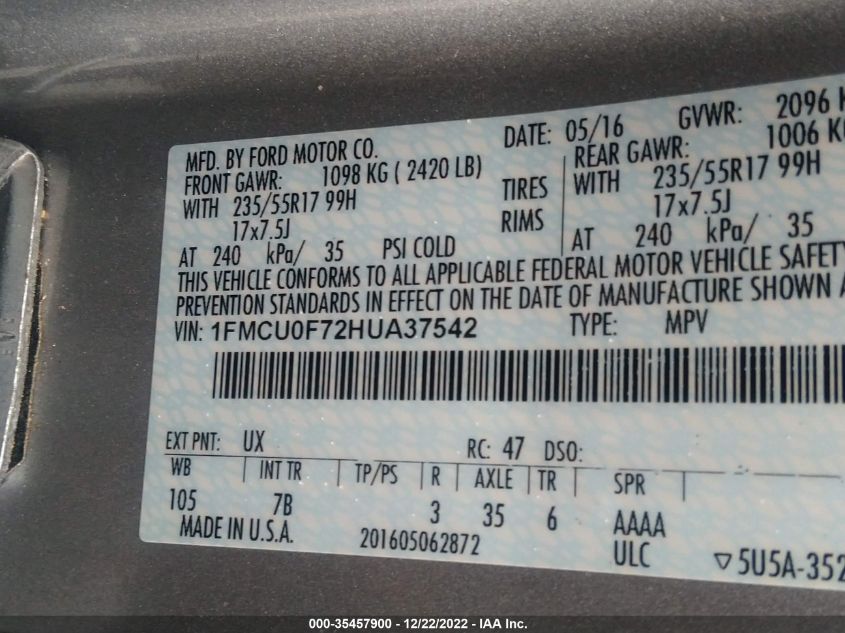 MFD. BY FORD MOTOR CO. DATE: 05/16 GVWR: 2096
FRONT GAWR: 1098 KG ( 2420 LB) REAR GAWR: 1006
WITH 235/55R17 99H TIRES WITH 235/55R17 99H
17x7.5J RIMS 17x7.5J
AT 240 kPa/ 35 PSI COLD AT 240 kPa/ 35
THIS VEHICLE CONFORMS TO ALL APPLICABLE FEDERAL MOTOR VEHICLE SAFETY
PREVENTION STANDARDS IN EFFECT ON THE DATE OF MANUFACTURE SHOWN
VIN: 1FMCU0F72HUA37542 TYPE: MPV
EXT PNT: UX RC: 47 DSO:
WB INT TR TP/PS R AXLE TR SPR
105 7B 3 35 6 AAAA
MADE IN U.S.A. 201605062872 ULC ▽5U5A-352
000-35457900 - 12/22/2022 - IAA Inc.